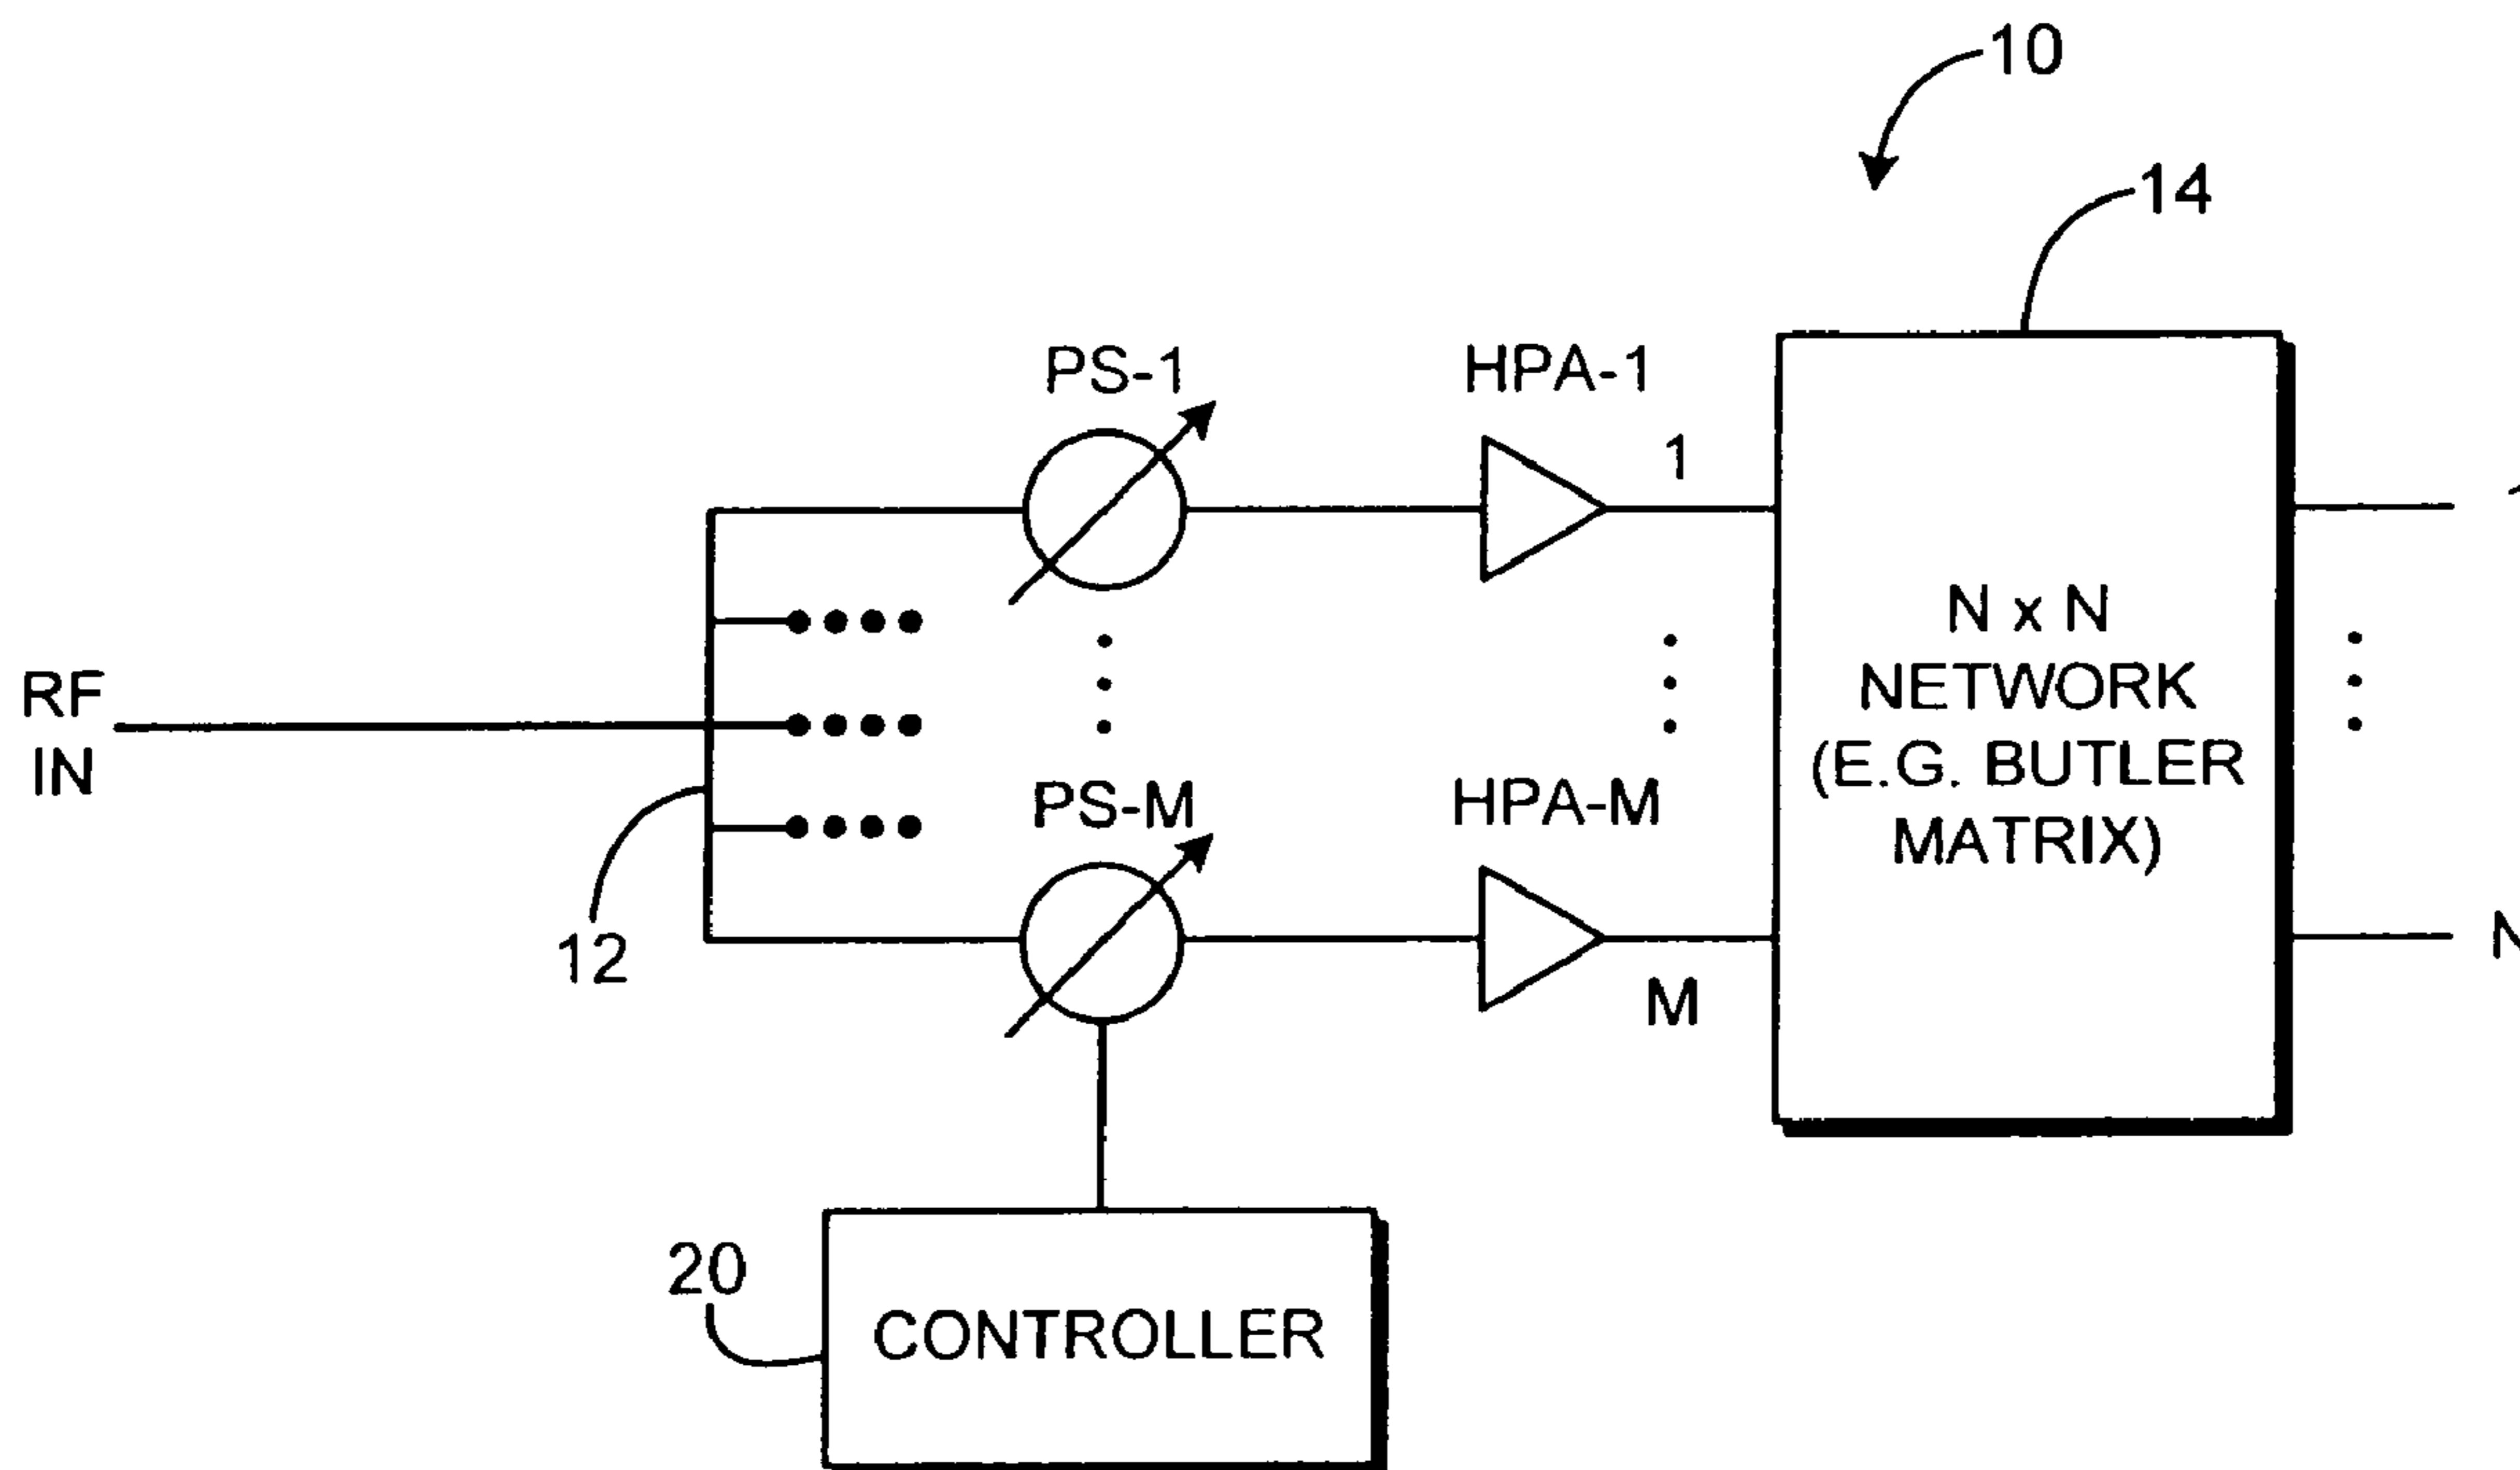 10
14
PS-1
HPA-1
1
RF
IN
N x N
NETWORK
(E.G. BUTLER
MATRIX)
PS-M
HPA-M
12
M
20
CONTROLLER